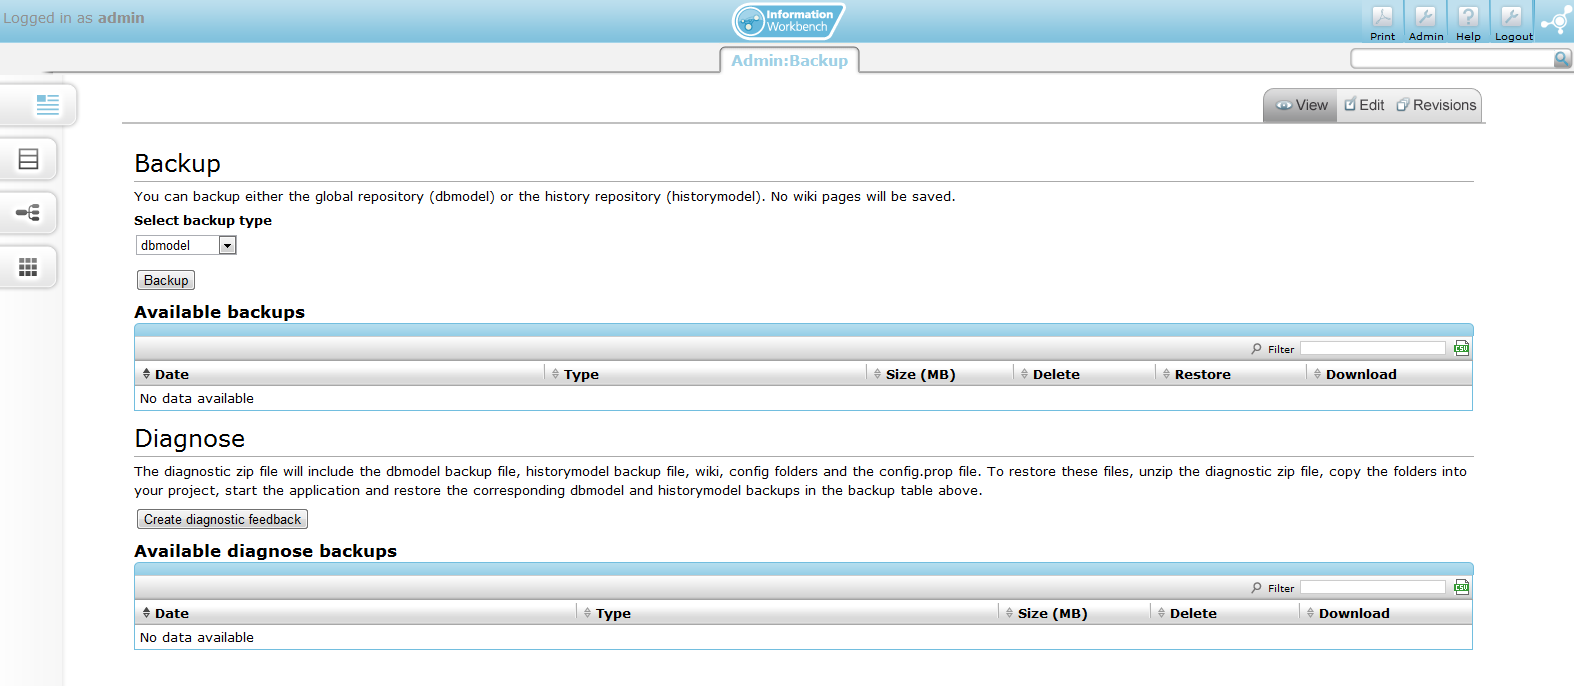 Logged in as admin
Information
Workbench
Print Admin Help Logout
Admin:Backup
View Edit Revisions
Backup
You can backup either the global repository (dbmodel) or the history repository (historymodel). No wiki pages will be saved.
Select backup type
dbmodel
Backup
Available backups
Filter
CSV
Date Type Size (MB) Delete Restore Download
No data available
Diagnose
The diagnostic zip file will include the dbmodel backup file, historymodel backup file, wiki, config folders and the config.prop file. To restore these files, unzip the diagnostic zip file, copy the folders into
your project, start the application and restore the corresponding dbmodel and historymodel backups in the backup table above.
Create diagnostic feedback
Available diagnose backups
Filter
CSV
Date Type Size (MB) Delete Download
No data available